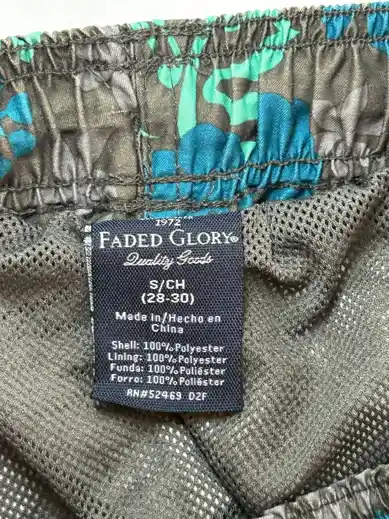 1972
FADED GLORY®
Quality Goods
S/CH
(28-30)
Made in/Hecho en
China
Shell: 100% Polyester
Lining: 100% Polyester
Funda: 100% Poliéster
Forro: 100% Poliéster
RN#52469 D2F